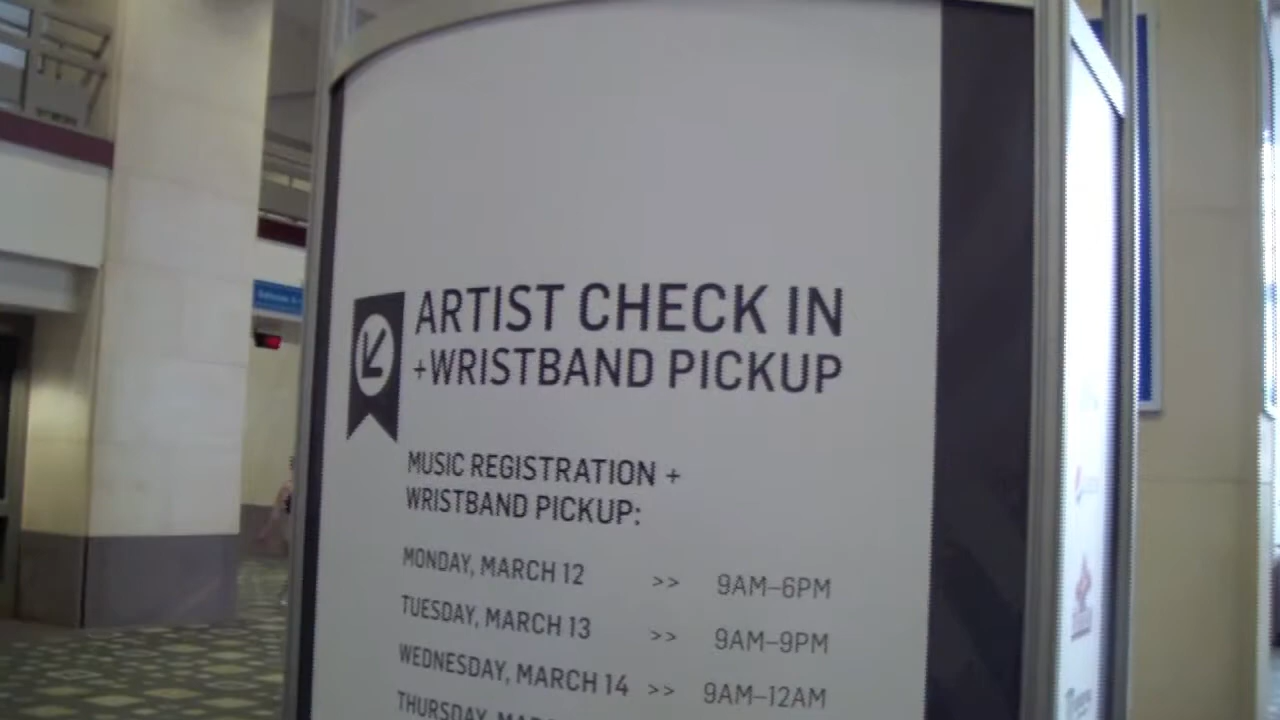 ARTIST CHECK IN
+WRISTBAND PICKUP
MUSIC REGISTRATION +
WRISTBAND PICKUP:
MONDAY, MARCH 12 >> 9AM–6PM
TUESDAY, MARCH 13 >> 9AM–9PM
WEDNESDAY, MARCH 14 >> 9AM–12AM
THURSDAY,